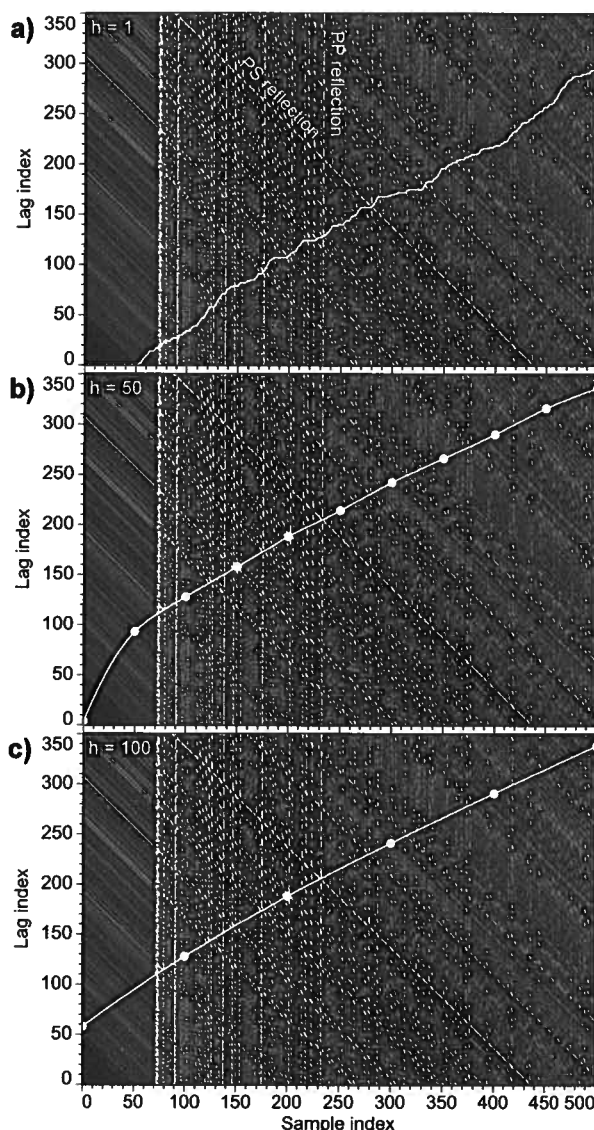 a)
h = 1
PS reflection
PP reflection
350
300
250
200
150
100
50
0
Lag index
b)
h = 50
350
300
250
200
150
100
50
0
Lag index
c)
h = 100
350
300
250
200
150
100
50
0
Lag index
0 50 100 150 200 250 300 350 400 450 500
Sample index